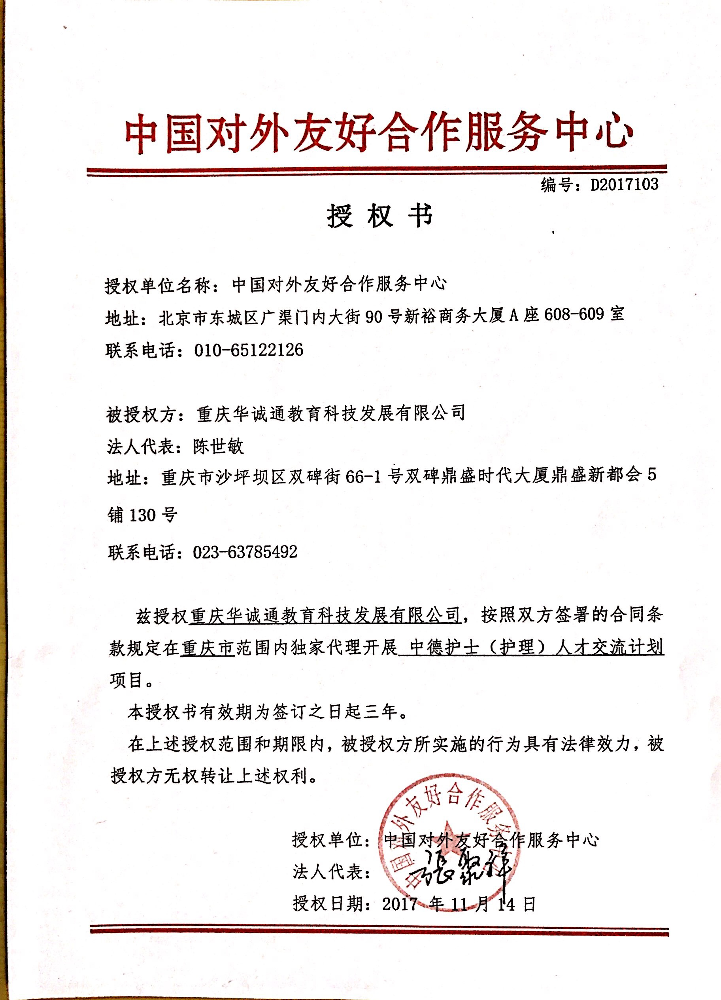 中国对外友好合作服务中心
编号：D2017103
授权书
授权单位名称：中国对外友好合作服务中心
地址：北京市东城区广渠门内大街90号新裕商务大厦A座608-609室
联系电话：010-65122126
被授权方：重庆华诚通教育科技发展有限公司
法人代表：陈世敏
地址：重庆市沙坪坝区双碑街66-1号双碑鼎盛时代大厦鼎盛新都会5
铺130号
联系电话：023-63785492
兹授权重庆华诚通教育科技发展有限公司，按照双方签署的合同条
款规定在重庆市范围内独家代理开展 中德护士（护理）人才交流计划
项目。
本授权书有效期为签订之日起三年。
在上述授权范围和期限内，被授权方所实施的行为具有法律效力，被
授权方无权转让上述权利。
中国对外友好合作服务中心
授权单位：中国对外友好合作服务中心
法人代表：张聚祥
授权日期：2017 年 11 月 14 日